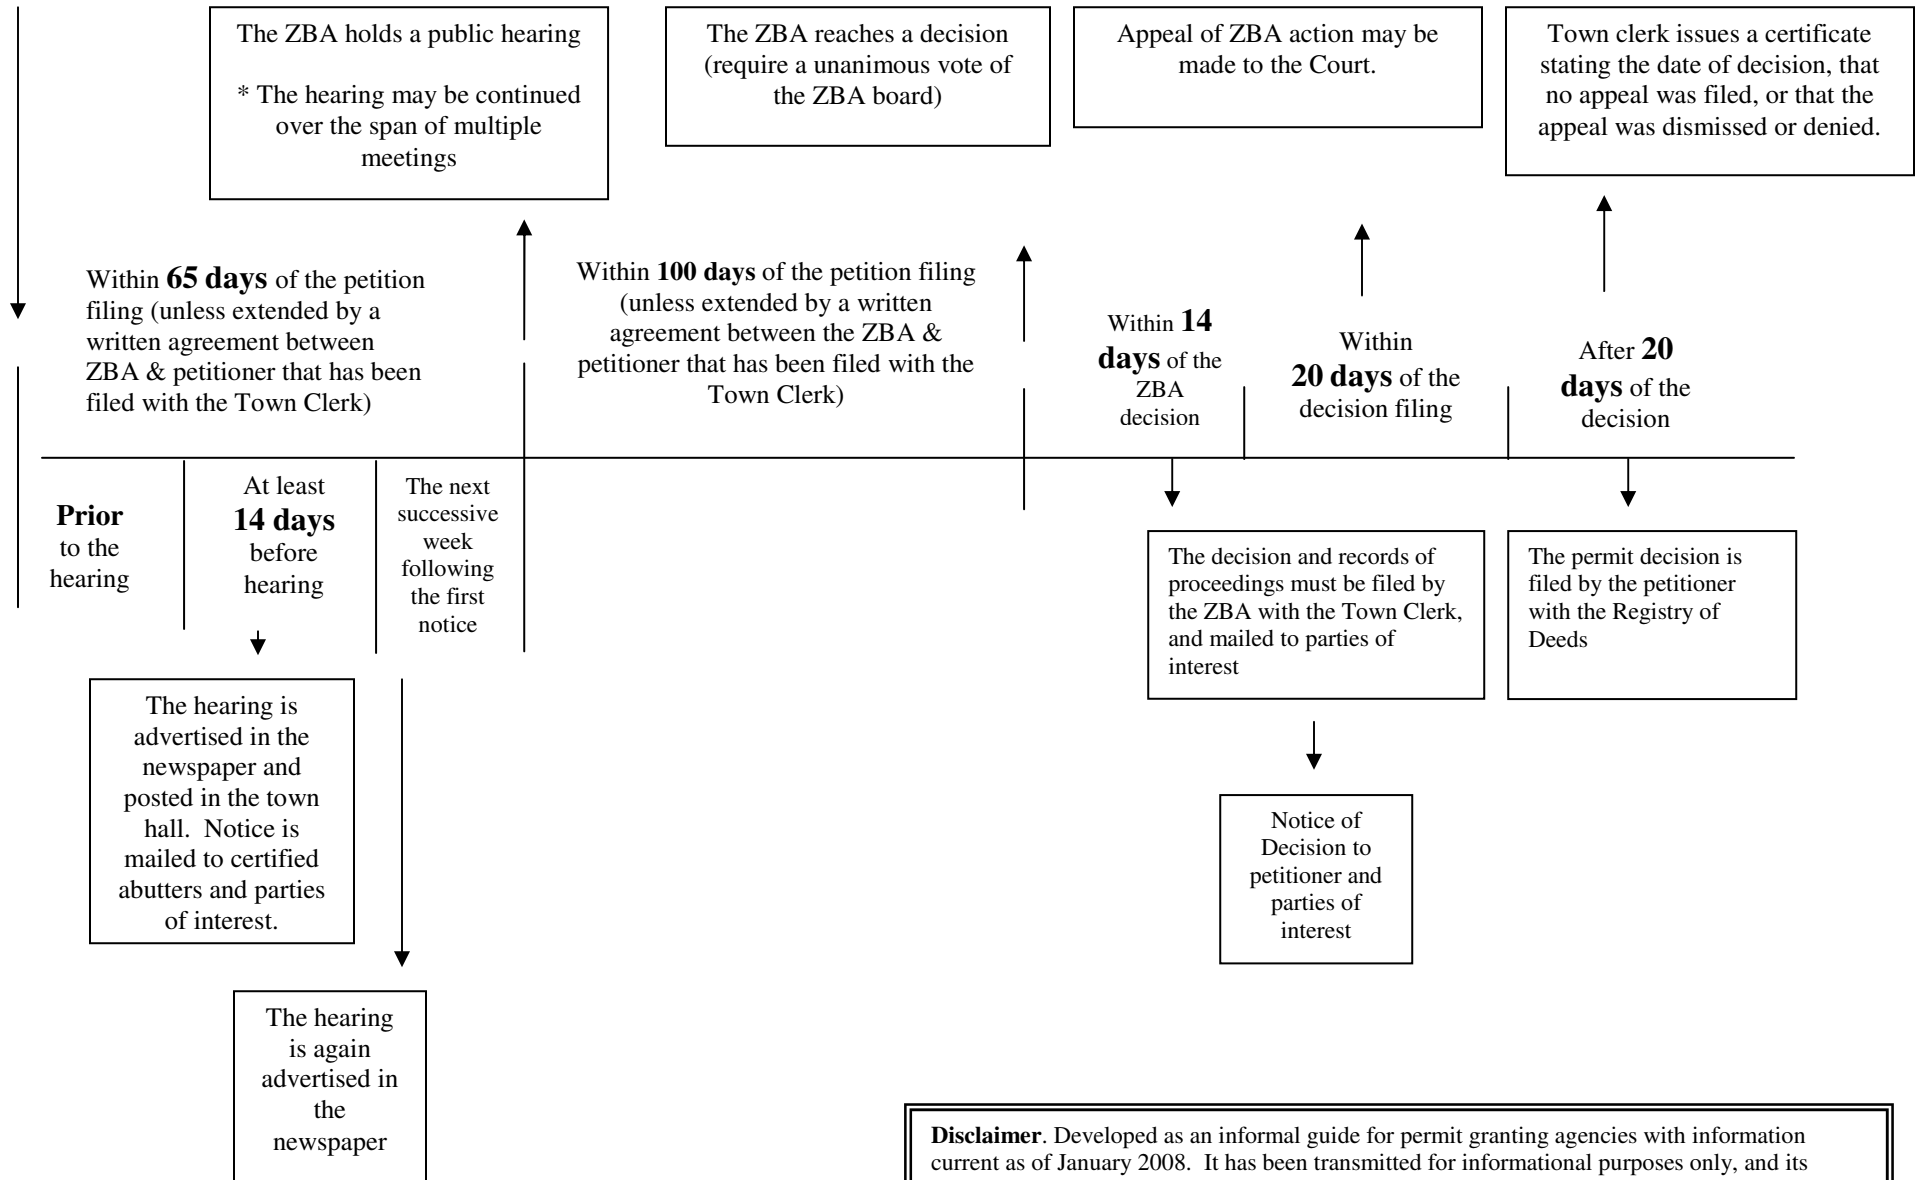 The ZBA holds a public hearing
* The hearing may be continued
over the span of multiple
meetings
The ZBA reaches a decision
(require a unanimous vote of
the ZBA board)
Appeal of ZBA action may be
made to the Court.
Town clerk issues a certificate
stating the date of decision, that
no appeal was filed, or that the
appeal was dismissed or denied.
Within 65 days of the petition
filing (unless extended by a
written agreement between
ZBA & petitioner that has been
filed with the Town Clerk)
Within 100 days of the petition filing
(unless extended by a written
agreement between the ZBA &
petitioner that has been filed with the
Town Clerk)
Within 14
days of the
ZBA
decision
Within
20 days of the
decision filing
After 20
days of the
decision
Prior
to the
hearing
At least
14 days
before
hearing
The next
successive
week
following
the first
notice
The decision and records of
proceedings must be filed by
the ZBA with the Town Clerk,
and mailed to parties of
interest
The permit decision is
filed by the petitioner
with the Registry of
Deeds
The hearing is
advertised in the
newspaper and
posted in the town
hall.  Notice is
mailed to certified
abutters and parties
of interest.
Notice of
Decision to
petitioner and
parties of
interest
The hearing
is again
advertised in
the
newspaper
Disclaimer. Developed as an informal guide for permit granting agencies with information
current as of January 2008.  It has been transmitted for informational purposes only, and its